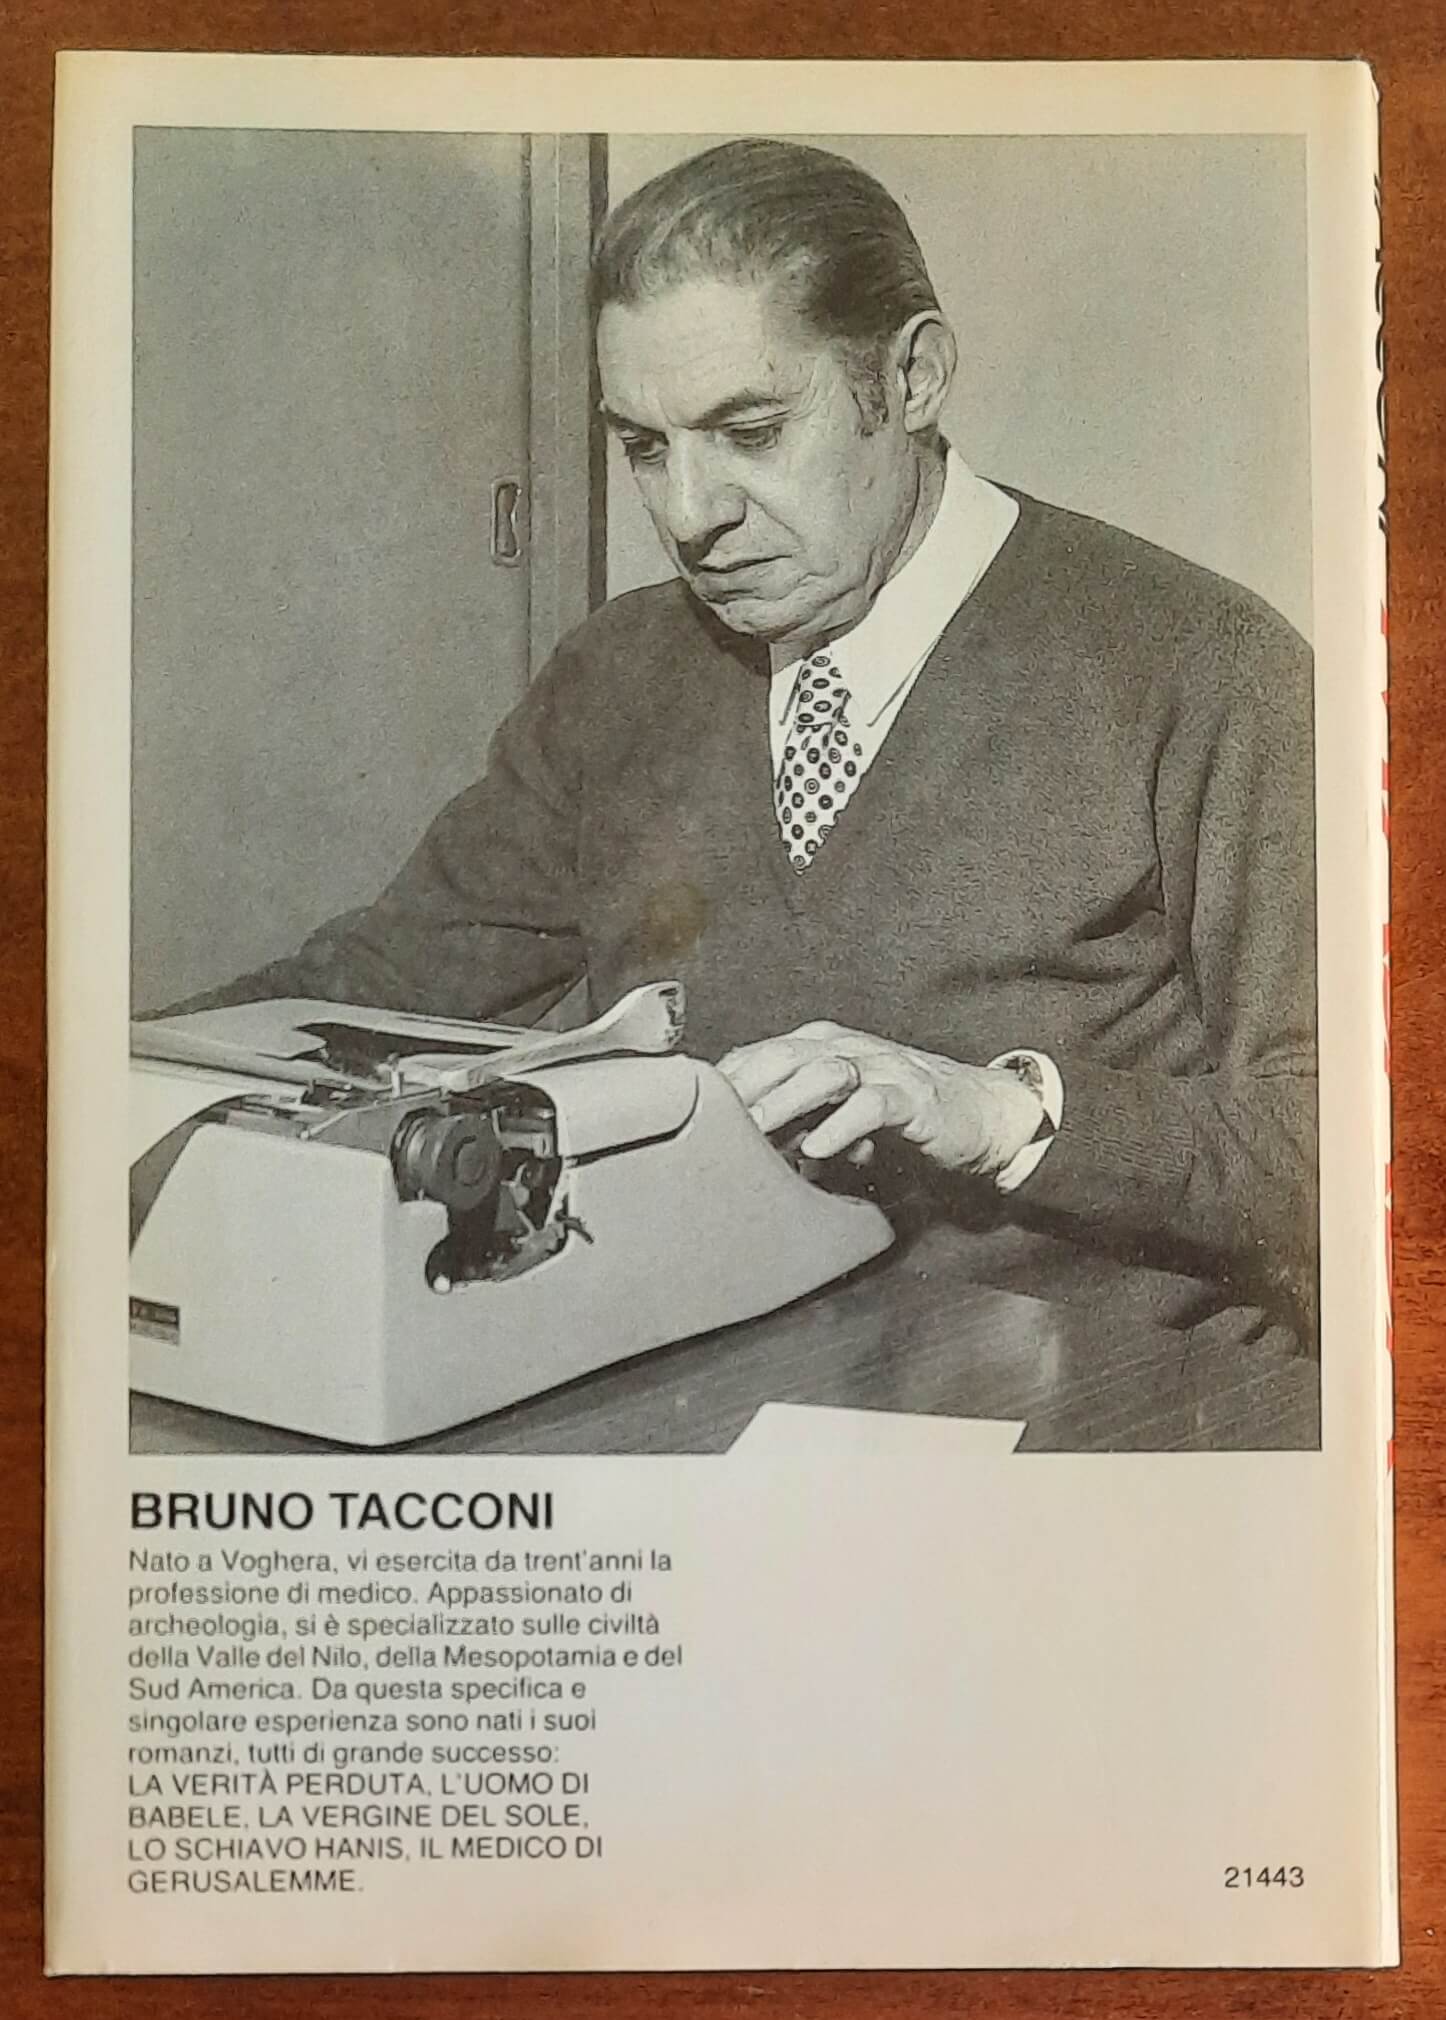 BRUNO TACCONI
Nato a Voghera, vi esercita da trent'anni la
professione di medico. Appassionato di
archeologia, si è specializzato sulle civiltà
della Valle del Nilo, della Mesopotamia e del
Sud America. Da questa specifica e
singolare esperienza sono nati i suoi
romanzi, tutti di grande successo:
LA VERITÀ PERDUTA, L'UOMO DI
BABELE, LA VERGINE DEL SOLE,
LO SCHIAVO HANIS, IL MEDICO DI
GERUSALEMME.
21443